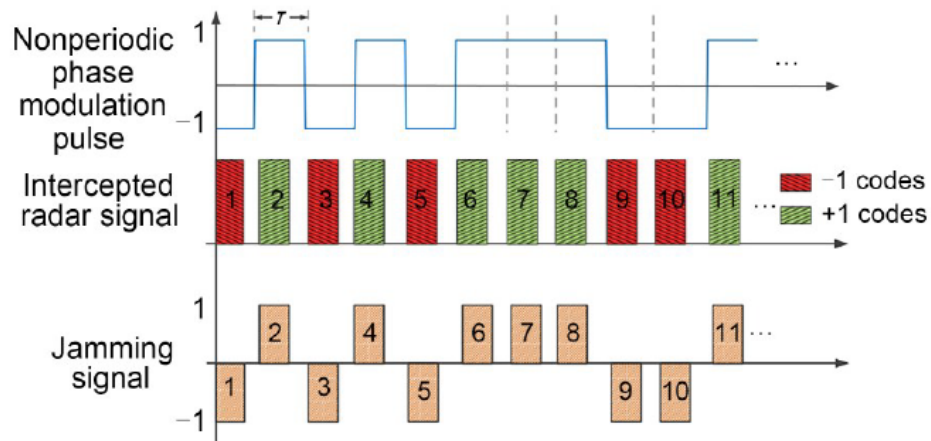 Nonperiodic
phase
modulation
pulse
1
T
−1
...
Intercepted
radar signal
1 2 3 4 5 6 7 8 9 10 11 ...
−1 codes
+1 codes
Jamming
signal
1
2 4 6 7 8 11 ...
1 3 5 9 10
−1